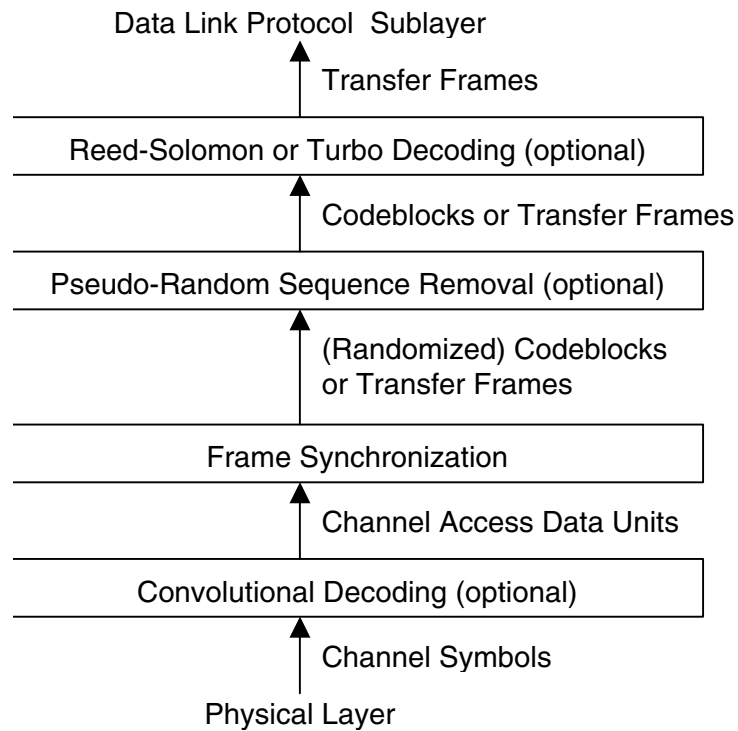 Data Link Protocol Sublayer
Transfer Frames
Reed-Solomon or Turbo Decoding (optional)
Codeblocks or Transfer Frames
Pseudo-Random Sequence Removal (optional)
(Randomized) Codeblocks
or Transfer Frames
Frame Synchronization
Channel Access Data Units
Convolutional Decoding (optional)
Channel Symbols
Physical Layer